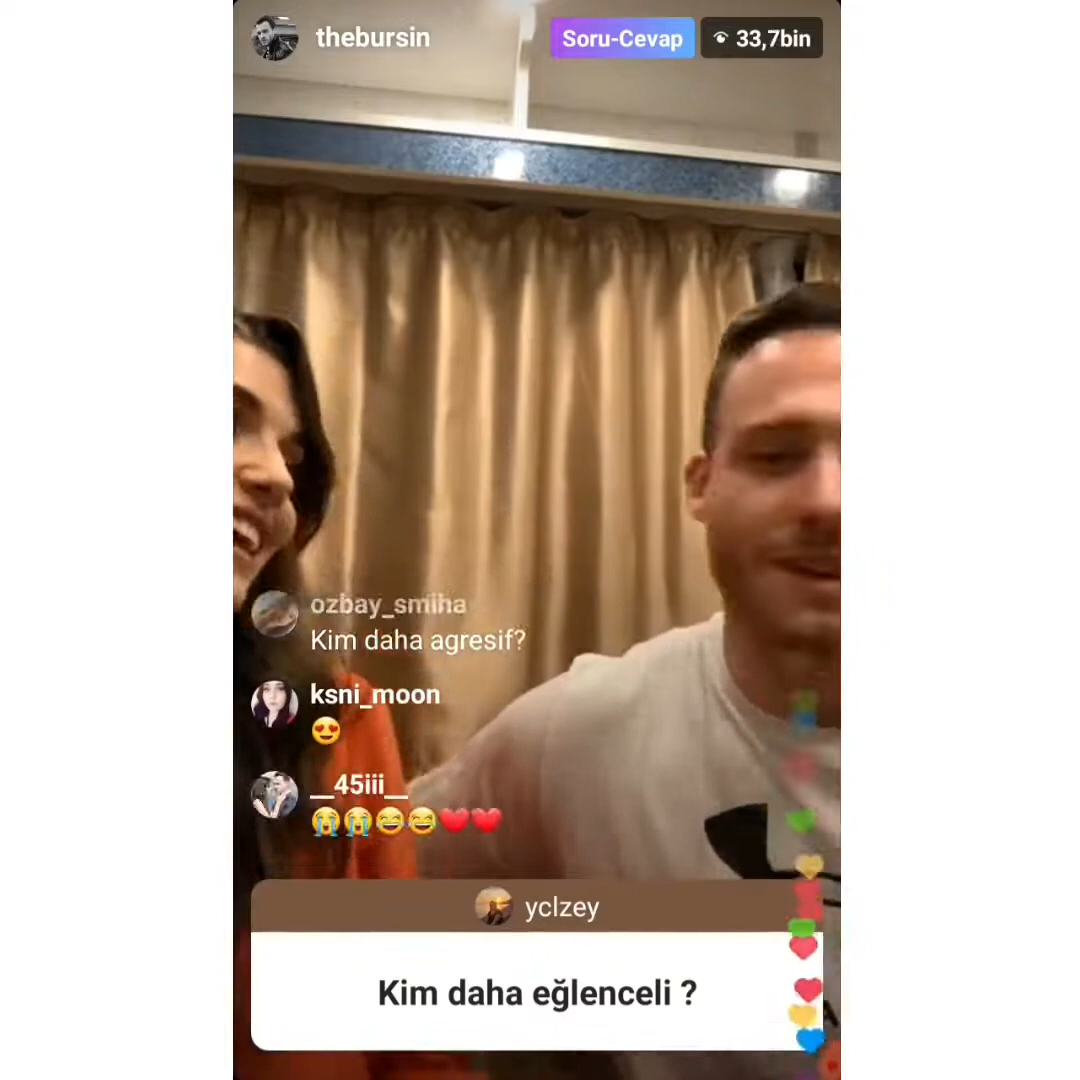 thebursin
Soru-Cevap
33,7bin
ozbay_smiha
Kim daha agresif?
ksni_moon
😍
__45iii__
😭😭😂😂❤️❤️
yclzey
Kim daha eğlenceli ?